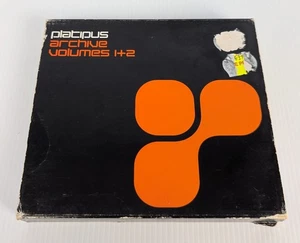 platipus
archive
volumes 1+2